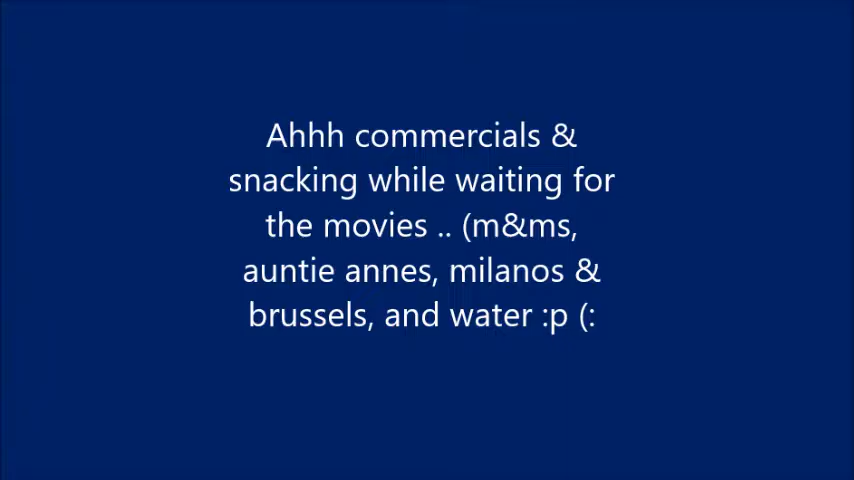 Ahhh commercials &
snacking while waiting for
the movies .. (m&ms,
auntie annes, milanos &
brussels, and water :p (: